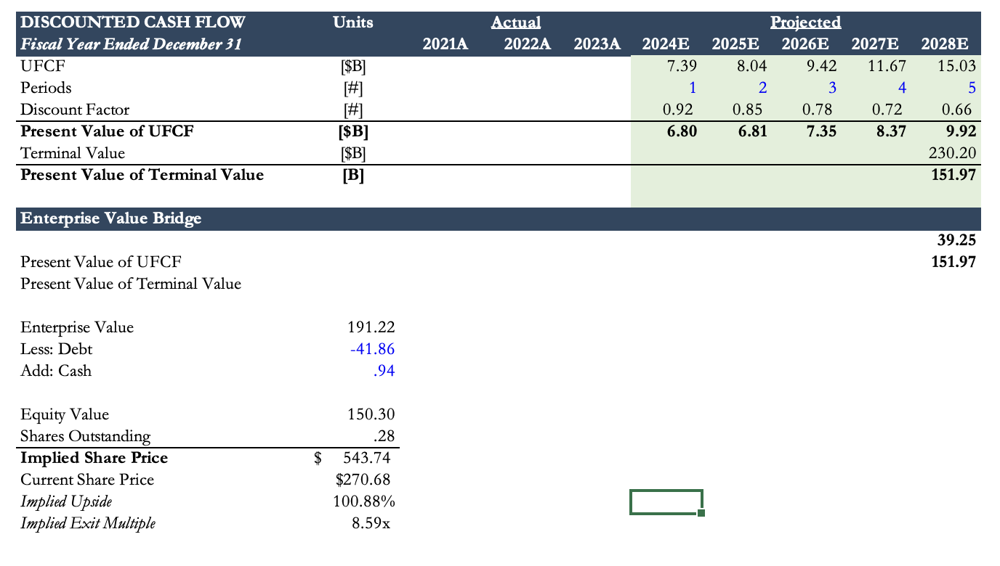 DISCOUNTED CASH FLOW Units Actual Projected
Fiscal Year Ended December 31 2021A 2022A 2023A 2024E 2025E 2026E 2027E 2028E
UFCF [$B] 7.39 8.04 9.42 11.67 15.03
Periods [#] 1 2 3 4 5
Discount Factor [#] 0.92 0.85 0.78 0.72 0.66
Present Value of UFCF [$B] 6.80 6.81 7.35 8.37 9.92
Terminal Value [$B] 230.20
Present Value of Terminal Value [B] 151.97
Enterprise Value Bridge
39.25
Present Value of UFCF 151.97
Present Value of Terminal Value
Enterprise Value 191.22
Less: Debt -41.86
Add: Cash .94
Equity Value 150.30
Shares Outstanding .28
Implied Share Price $ 543.74
Current Share Price $270.68
Implied Upside 100.88%
Implied Exit Multiple 8.59x